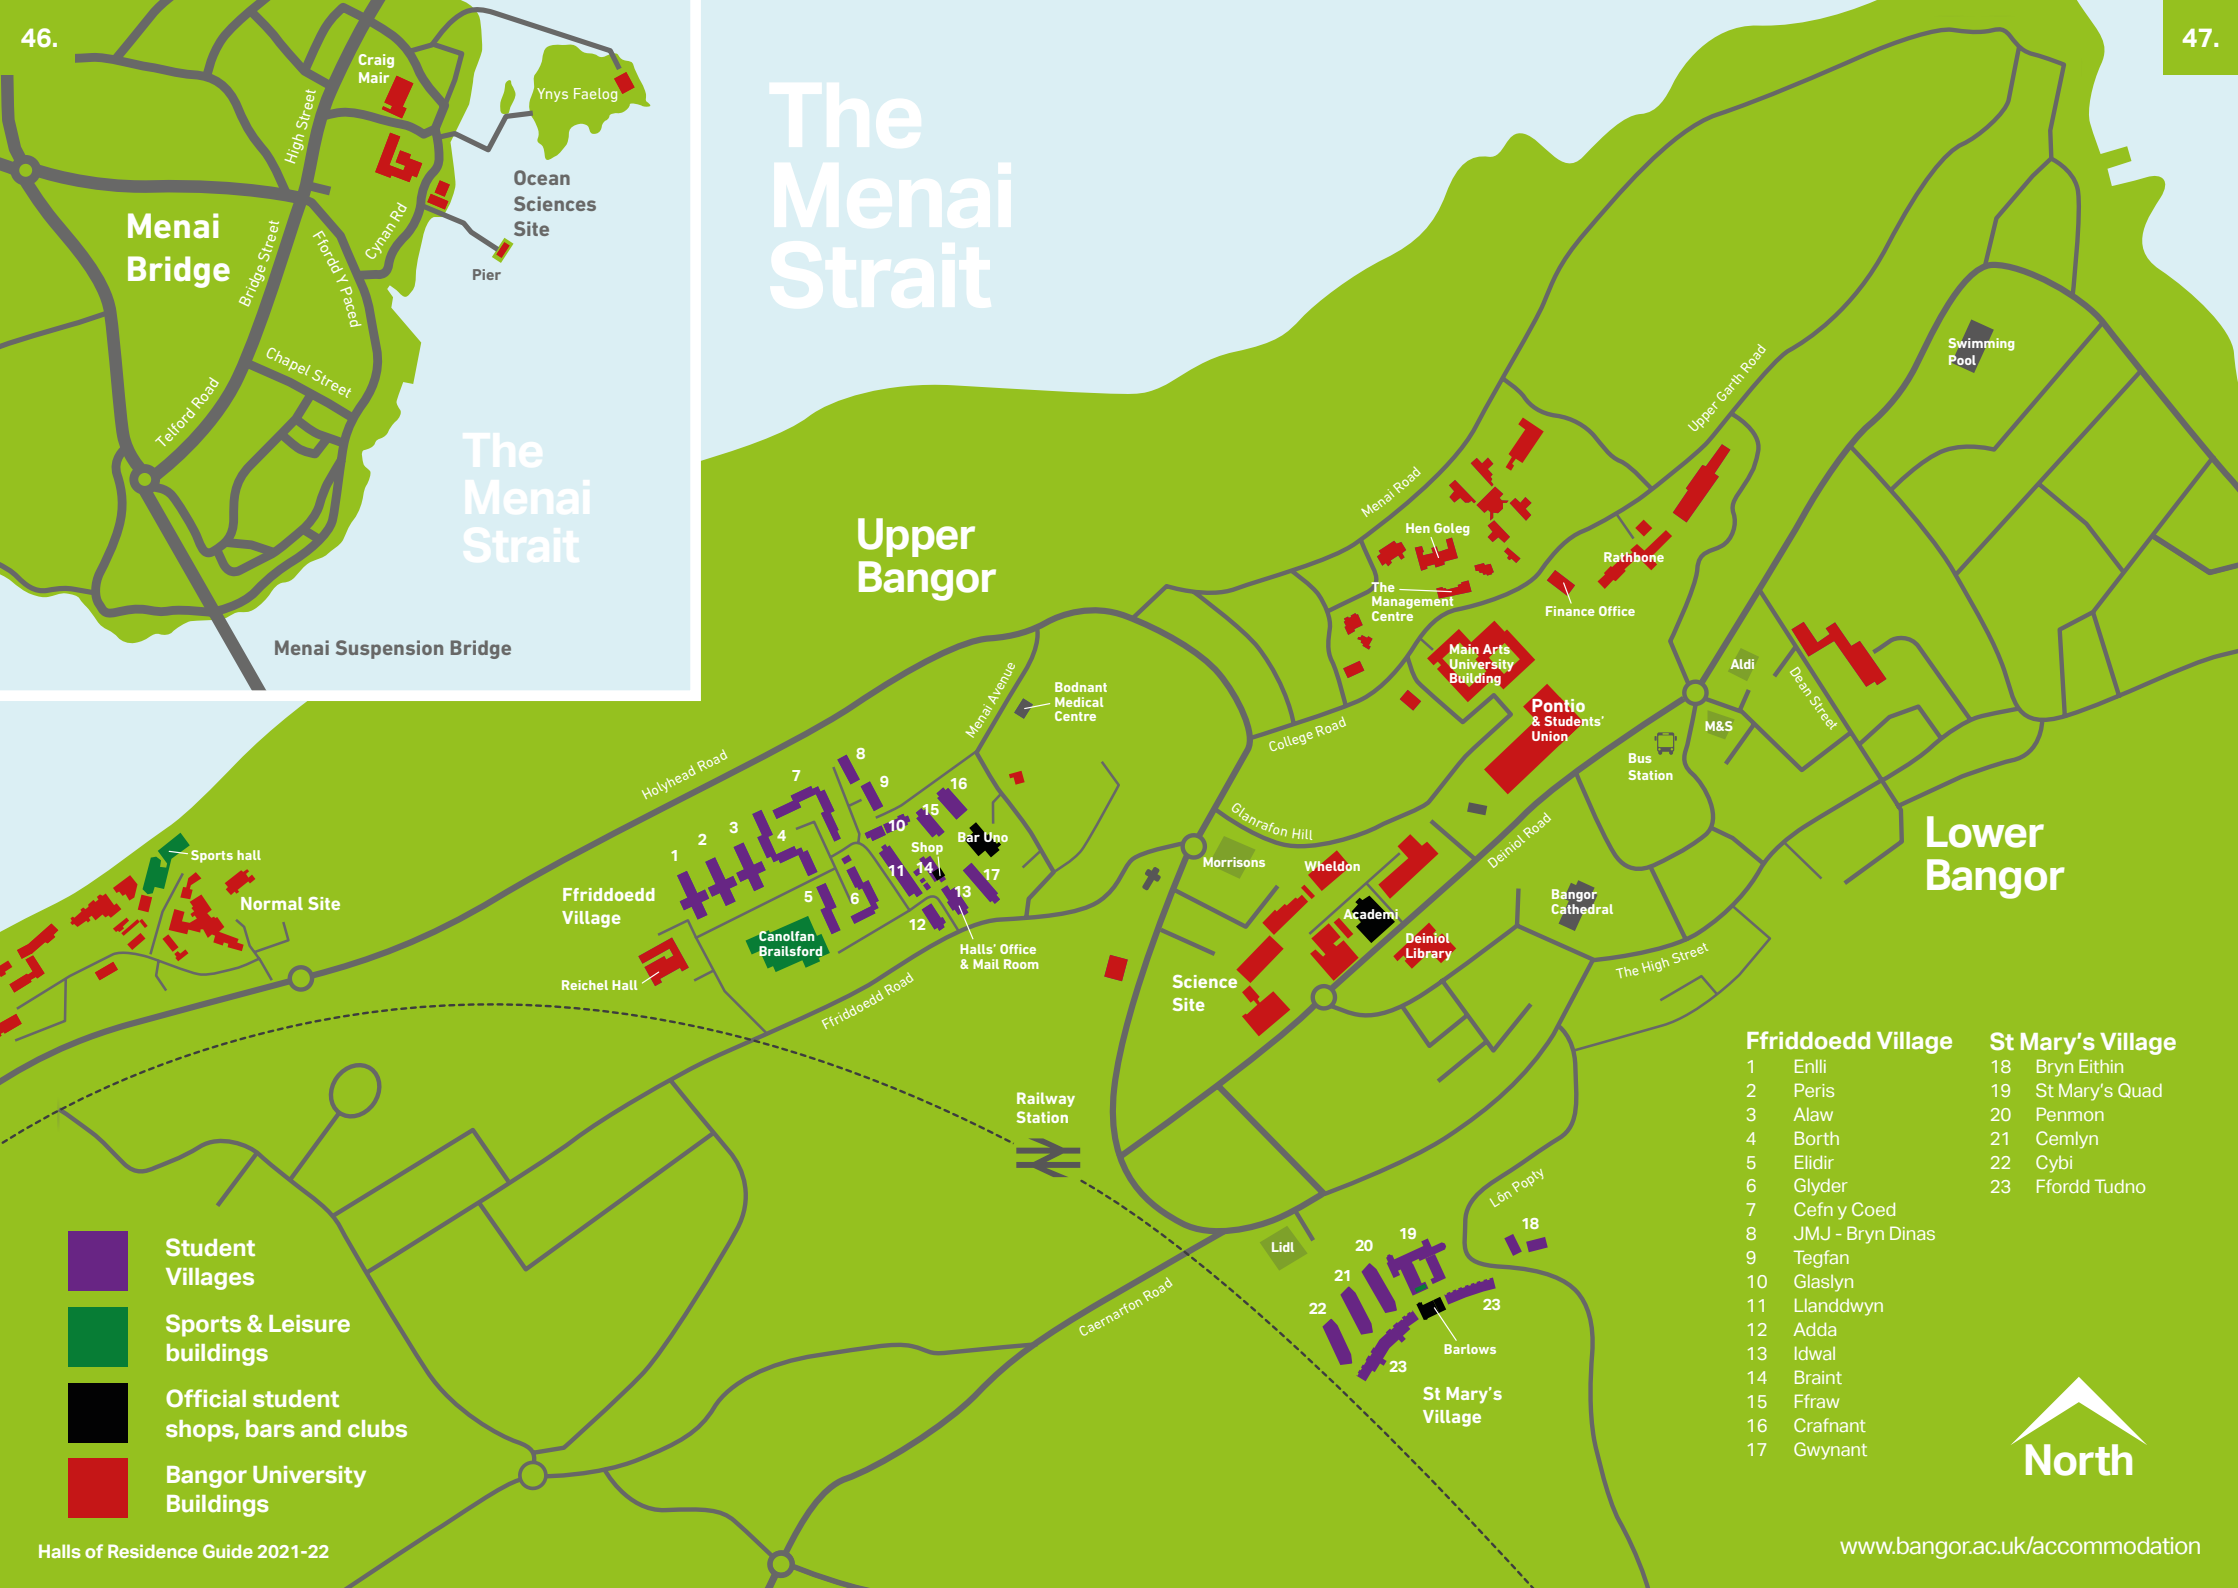 46.
47.
Craig
Mair
Ynys Faelog
High Street
Ocean
Sciences
Site
Menai
Bridge
Bridge Street
Ffordd Y Paced
Cynan Rd
Pier
Chapel Street
Telford Road
The
Menai
Strait
Menai Suspension Bridge
The
Menai
Strait
Upper
Bangor
Swimming
Pool
Upper Garth Road
Menai Road
Hen Goleg
Rathbone
The
Management
Centre
Finance Office
Main Arts
University
Building
Pontio
& Students'
Union
Aldi
M&S
Dean Street
Bus
Station
College Road
Menai Avenue
Bodnant
Medical
Centre
Holyhead Road
Glanrafon Hill
Deiniol Road
Lower
Bangor
Morrisons
Wheldon
Academi
Deiniol
Library
Bangor
Cathedral
The High Street
Science
Site
Sports hall
Normal Site
Ffriddoedd
Village
Reichel Hall
Canolfan
Brailsford
1
2
3
4
5
6
7
8
9
10
11
12
13
14
15
16
17
Bar Uno
Shop
Halls' Office
& Mail Room
Ffriddoedd Road
Railway
Station
Caernarfon Road
Lidl
Lôn Popty
18
19
20
21
22
23
23
Barlows
St Mary's
Village
Ffriddoedd Village
1 Enlli
2 Peris
3 Alaw
4 Borth
5 Elidir
6 Glyder
7 Cefn y Coed
8 JMJ - Bryn Dinas
9 Tegfan
10 Glaslyn
11 Llanddwyn
12 Adda
13 Idwal
14 Braint
15 Ffraw
16 Crafnant
17 Gwynant
St Mary's Village
18 Bryn Eithin
19 St Mary's Quad
20 Penmon
21 Cemlyn
22 Cybi
23 Ffordd Tudno
Student
Villages
Sports & Leisure
buildings
Official student
shops, bars and clubs
Bangor University
Buildings
North
Halls of Residence Guide 2021-22
www.bangor.ac.uk/accommodation